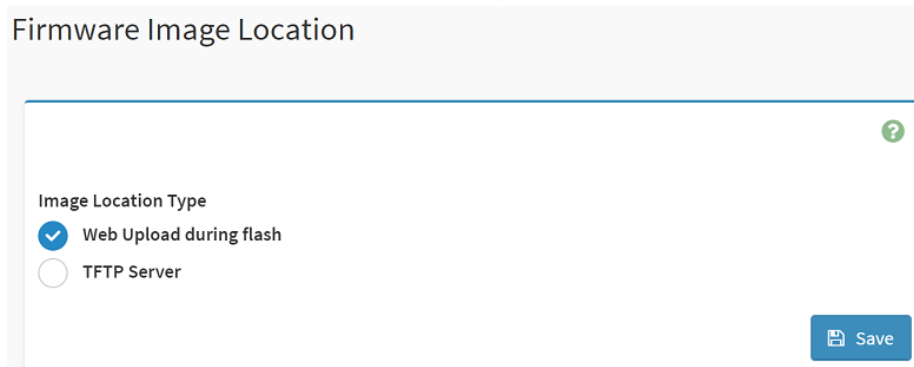 Firmware Image Location
Image Location Type
Web Upload during flash
TFTP Server
Save